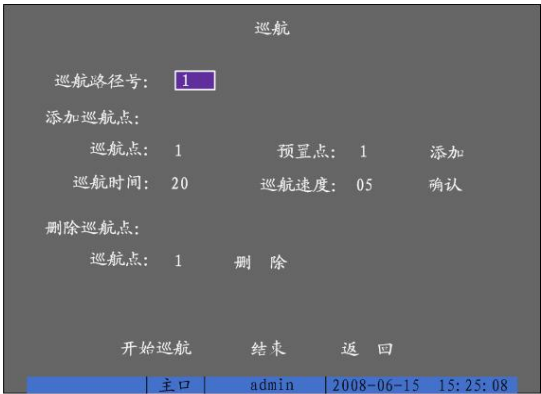 巡航
巡航路径号: 1
添加巡航点:
巡航点: 1 预置点: 1 添加
巡航时间: 20 巡航速度: 05 确认
删除巡航点:
巡航点: 1 删 除
开始巡航 结束 返 回
主口 admin 2008-06-15 15:25:08